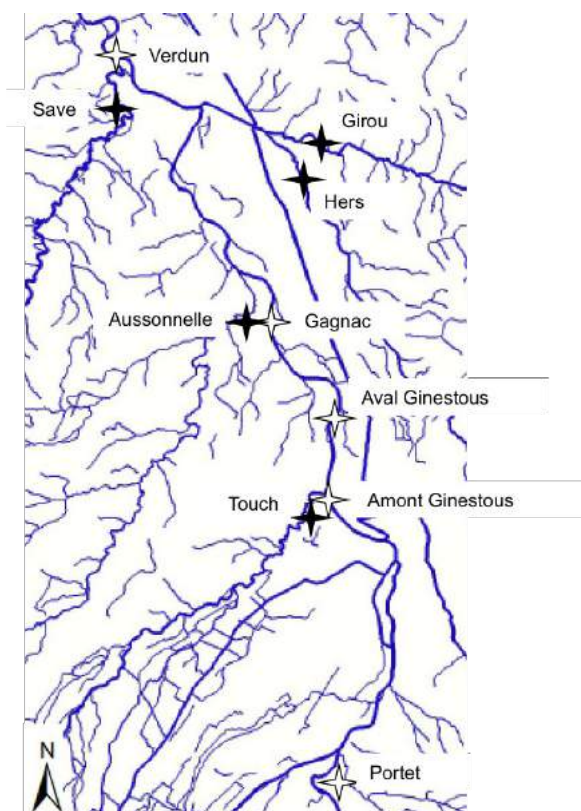 Verdun
Save
Girou
Hers
Aussonnelle
Gagnac
Aval Ginestous
Touch
Amont Ginestous
N
Portet